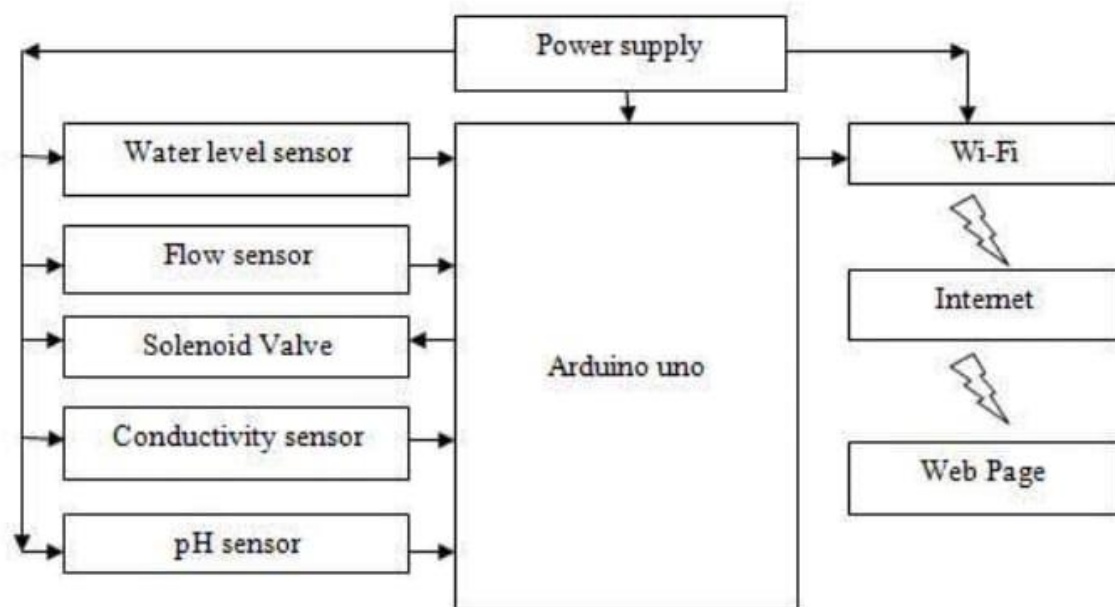 Power supply
Water level sensor
Wi-Fi
Flow sensor
Internet
Solenoid Valve
Arduino uno
Conductivity sensor
Web Page
pH sensor